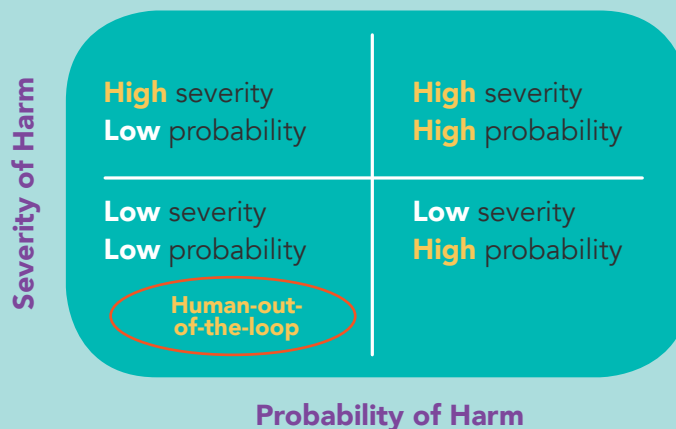 Severity of Harm
High severity
Low probability
High severity
High probability
Low severity
Low probability
Low severity
High probability
Human-out-
of-the-loop
Probability of Harm